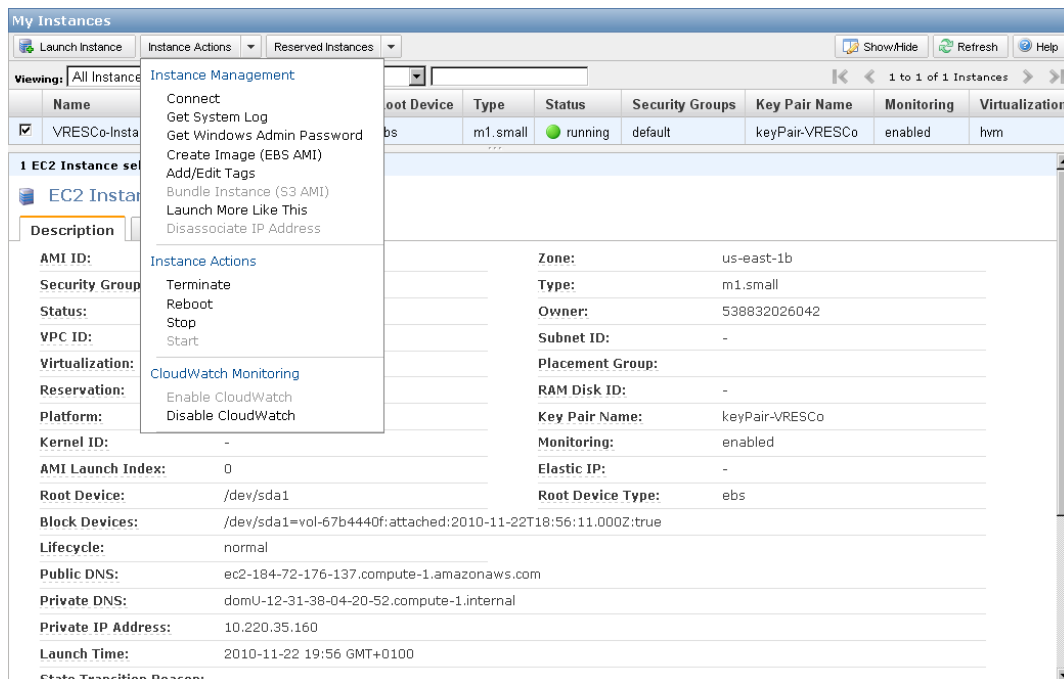 My Instances
Launch Instance Instance Actions Reserved Instances Show/Hide Refresh Help
Viewing: All Instance 1 to 1 of 1 Instances
Name Root Device Type Status Security Groups Key Pair Name Monitoring Virtualization
VRESCo-Insta bs m1.small running default keyPair-VRESCo enabled hvm
1 EC2 Instance sel
EC2 Instan
Description
Instance Management
Connect
Get System Log
Get Windows Admin Password
Create Image (EBS AMI)
Add/Edit Tags
Bundle Instance (S3 AMI)
Launch More Like This
Disassociate IP Address
Instance Actions
Terminate
Reboot
Stop
Start
CloudWatch Monitoring
Enable CloudWatch
Disable CloudWatch
AMI ID: Zone: us-east-1b
Security Group Type: m1.small
Status: Owner: 538832026042
VPC ID: Subnet ID: -
Virtualization: Placement Group:
Reservation: RAM Disk ID: -
Platform: Key Pair Name: keyPair-VRESCo
Kernel ID: - Monitoring: enabled
AMI Launch Index: 0 Elastic IP: -
Root Device: /dev/sda1 Root Device Type: ebs
Block Devices: /dev/sda1=vol-67b4440f:attached:2010-11-22T18:56:11.000Z:true
Lifecycle: normal
Public DNS: ec2-184-72-176-137.compute-1.amazonaws.com
Private DNS: domU-12-31-38-04-20-52.compute-1.internal
Private IP Address: 10.220.35.160
Launch Time: 2010-11-22 19:56 GMT+0100
State Transition Reason: